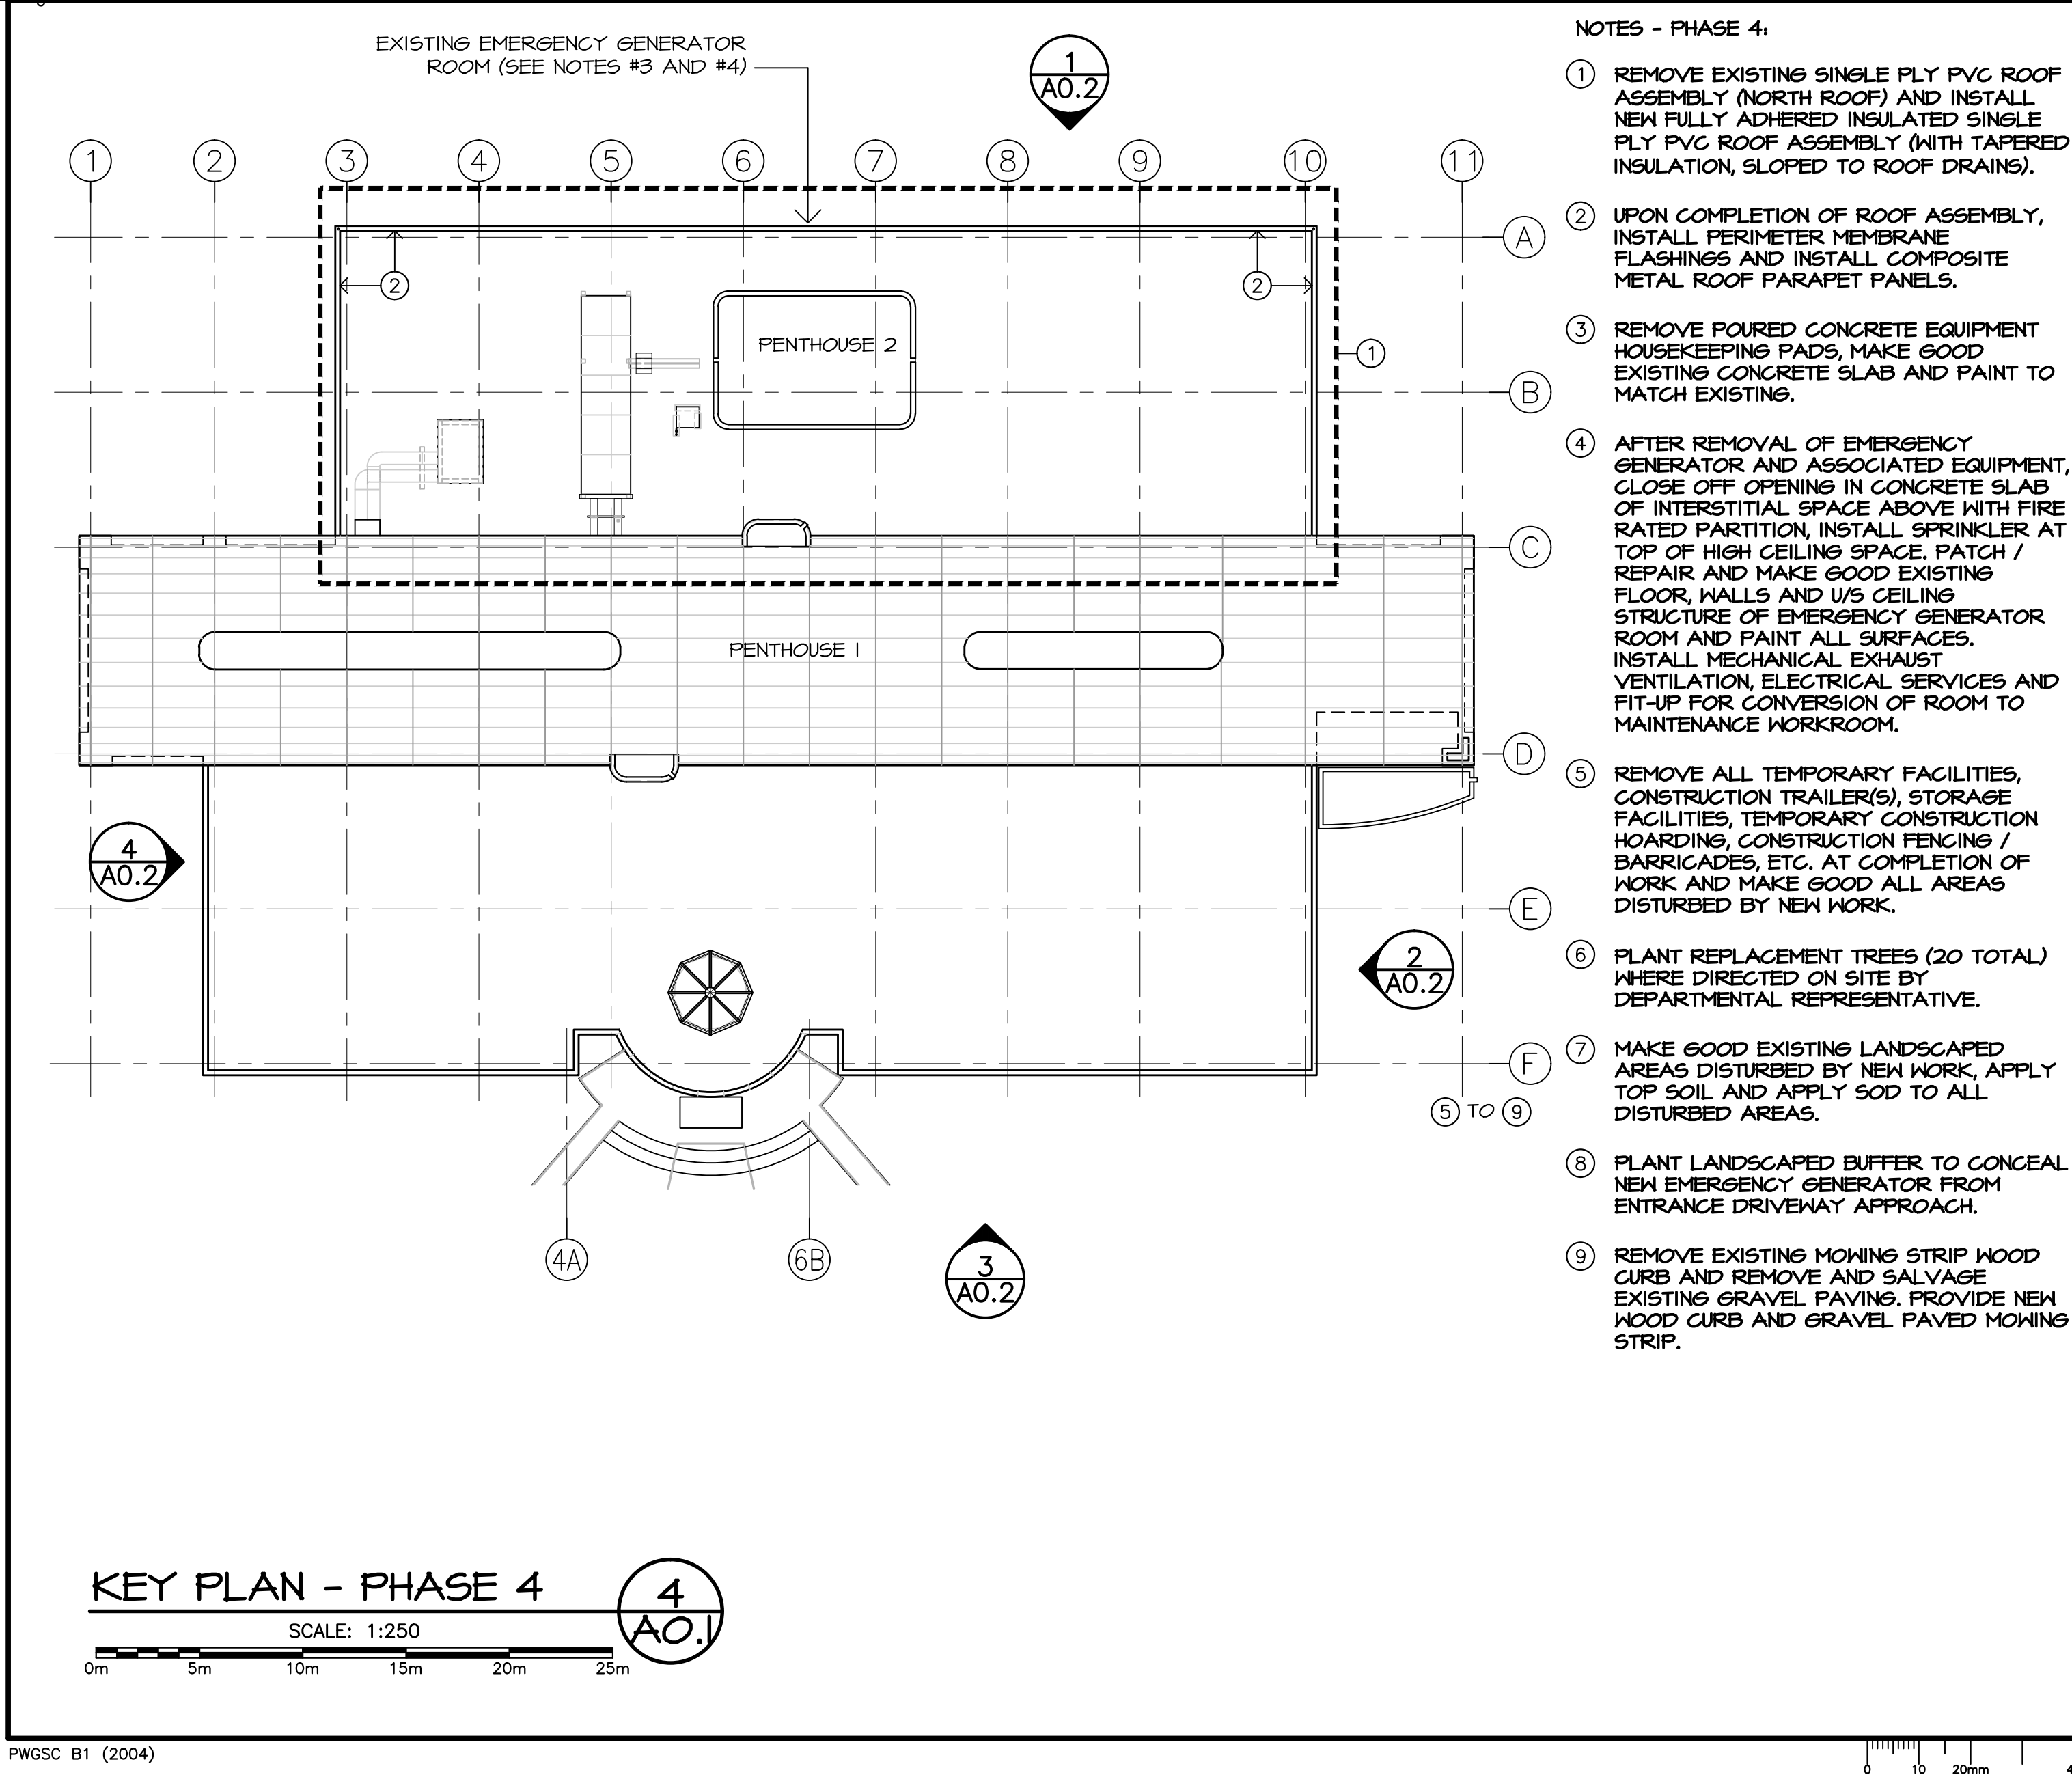 EXISTING EMERGENCY GENERATOR
ROOM (SEE NOTES #3 AND #4)
1
A0.2
1
2
3
4
5
6
7
8
9
10
11
A
2
2
PENTHOUSE 2
1
B
C
PENTHOUSE 1
D
4
A0.2
E
2
A0.2
F
5 TO 9
4A
6B
3
A0.2
NOTES - PHASE 4:
1 REMOVE EXISTING SINGLE PLY PVC ROOF
ASSEMBLY (NORTH ROOF) AND INSTALL
NEW FULLY ADHERED INSULATED SINGLE
PLY PVC ROOF ASSEMBLY (WITH TAPERED
INSULATION, SLOPED TO ROOF DRAINS).
2 UPON COMPLETION OF ROOF ASSEMBLY,
INSTALL PERIMETER MEMBRANE
FLASHINGS AND INSTALL COMPOSITE
METAL ROOF PARAPET PANELS.
3 REMOVE POURED CONCRETE EQUIPMENT
HOUSEKEEPING PADS, MAKE GOOD
EXISTING CONCRETE SLAB AND PAINT TO
MATCH EXISTING.
4 AFTER REMOVAL OF EMERGENCY
GENERATOR AND ASSOCIATED EQUIPMENT,
CLOSE OFF OPENING IN CONCRETE SLAB
OF INTERSTITIAL SPACE ABOVE WITH FIRE
RATED PARTITION, INSTALL SPRINKLER AT
TOP OF HIGH CEILING SPACE. PATCH /
REPAIR AND MAKE GOOD EXISTING
FLOOR, WALLS AND U/S CEILING
STRUCTURE OF EMERGENCY GENERATOR
ROOM AND PAINT ALL SURFACES.
INSTALL MECHANICAL EXHAUST
VENTILATION, ELECTRICAL SERVICES AND
FIT-UP FOR CONVERSION OF ROOM TO
MAINTENANCE WORKROOM.
5 REMOVE ALL TEMPORARY FACILITIES,
CONSTRUCTION TRAILER(S), STORAGE
FACILITIES, TEMPORARY CONSTRUCTION
HOARDING, CONSTRUCTION FENCING /
BARRICADES, ETC. AT COMPLETION OF
WORK AND MAKE GOOD ALL AREAS
DISTURBED BY NEW WORK.
6 PLANT REPLACEMENT TREES (20 TOTAL)
WHERE DIRECTED ON SITE BY
DEPARTMENTAL REPRESENTATIVE.
7 MAKE GOOD EXISTING LANDSCAPED
AREAS DISTURBED BY NEW WORK, APPLY
TOP SOIL AND APPLY SOD TO ALL
DISTURBED AREAS.
8 PLANT LANDSCAPED BUFFER TO CONCEAL
NEW EMERGENCY GENERATOR FROM
ENTRANCE DRIVEWAY APPROACH.
9 REMOVE EXISTING MOWING STRIP WOOD
CURB AND REMOVE AND SALVAGE
EXISTING GRAVEL PAVING. PROVIDE NEW
WOOD CURB AND GRAVEL PAVED MOWING
STRIP.
KEY PLAN - PHASE 4
4
A0.1
SCALE: 1:250
0m 5m 10m 15m 20m 25m
PWGSC B1 (2004)
0 10 20mm